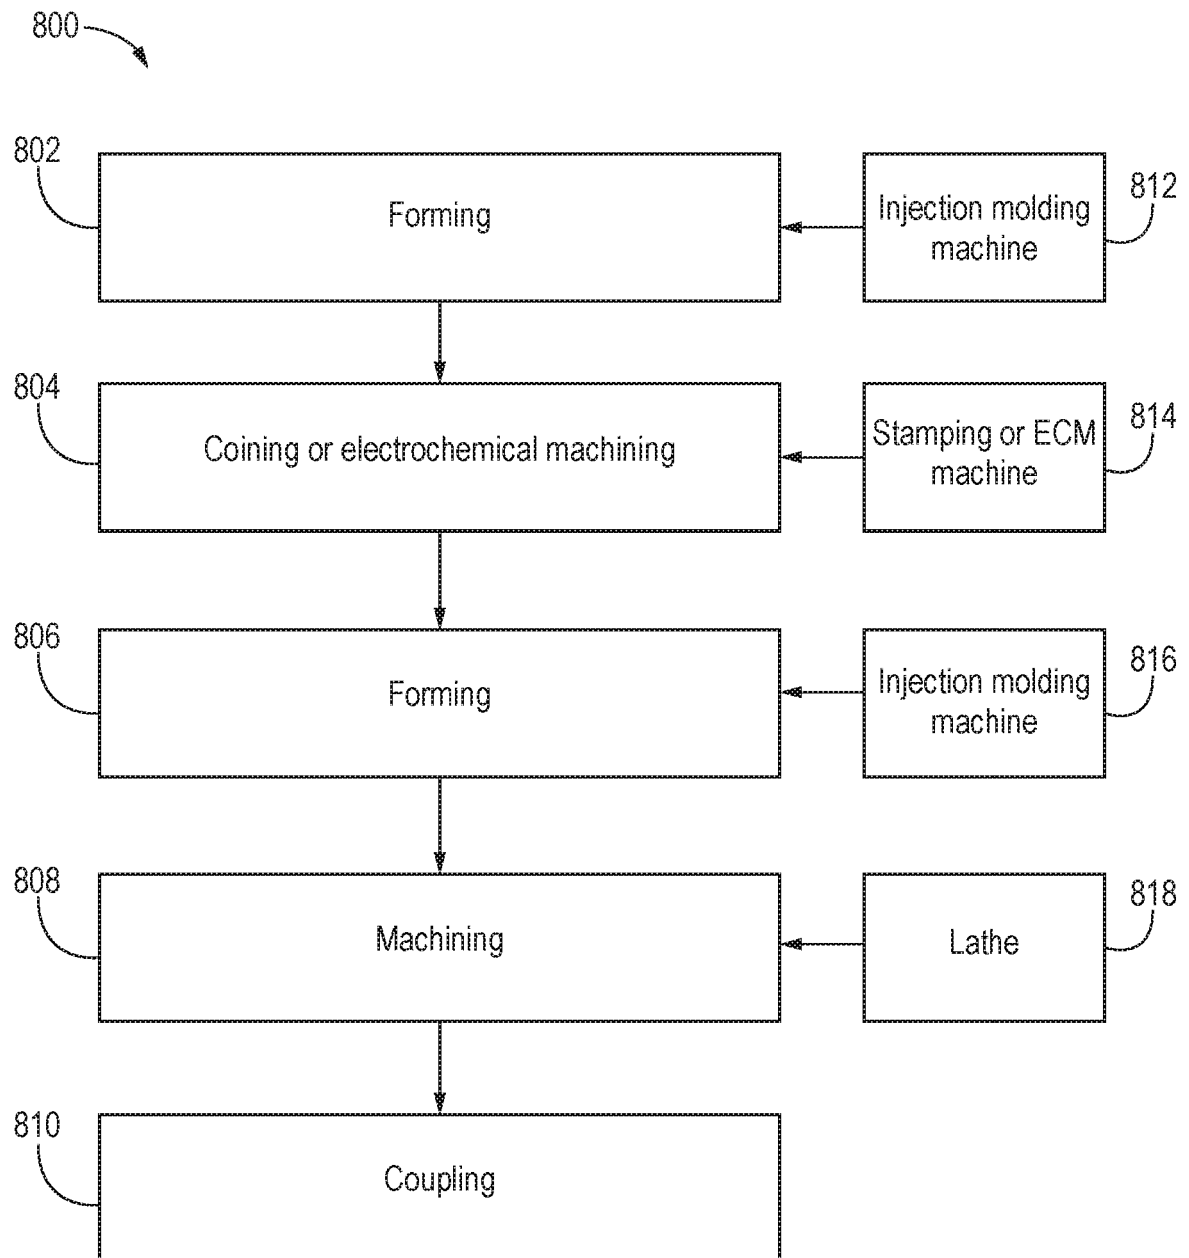 800
802
Forming
Injection molding
machine
812
804
Coining or electrochemical machining
Stamping or ECM
machine
814
806
Forming
Injection molding
machine
816
808
Machining
Lathe
818
810
Coupling